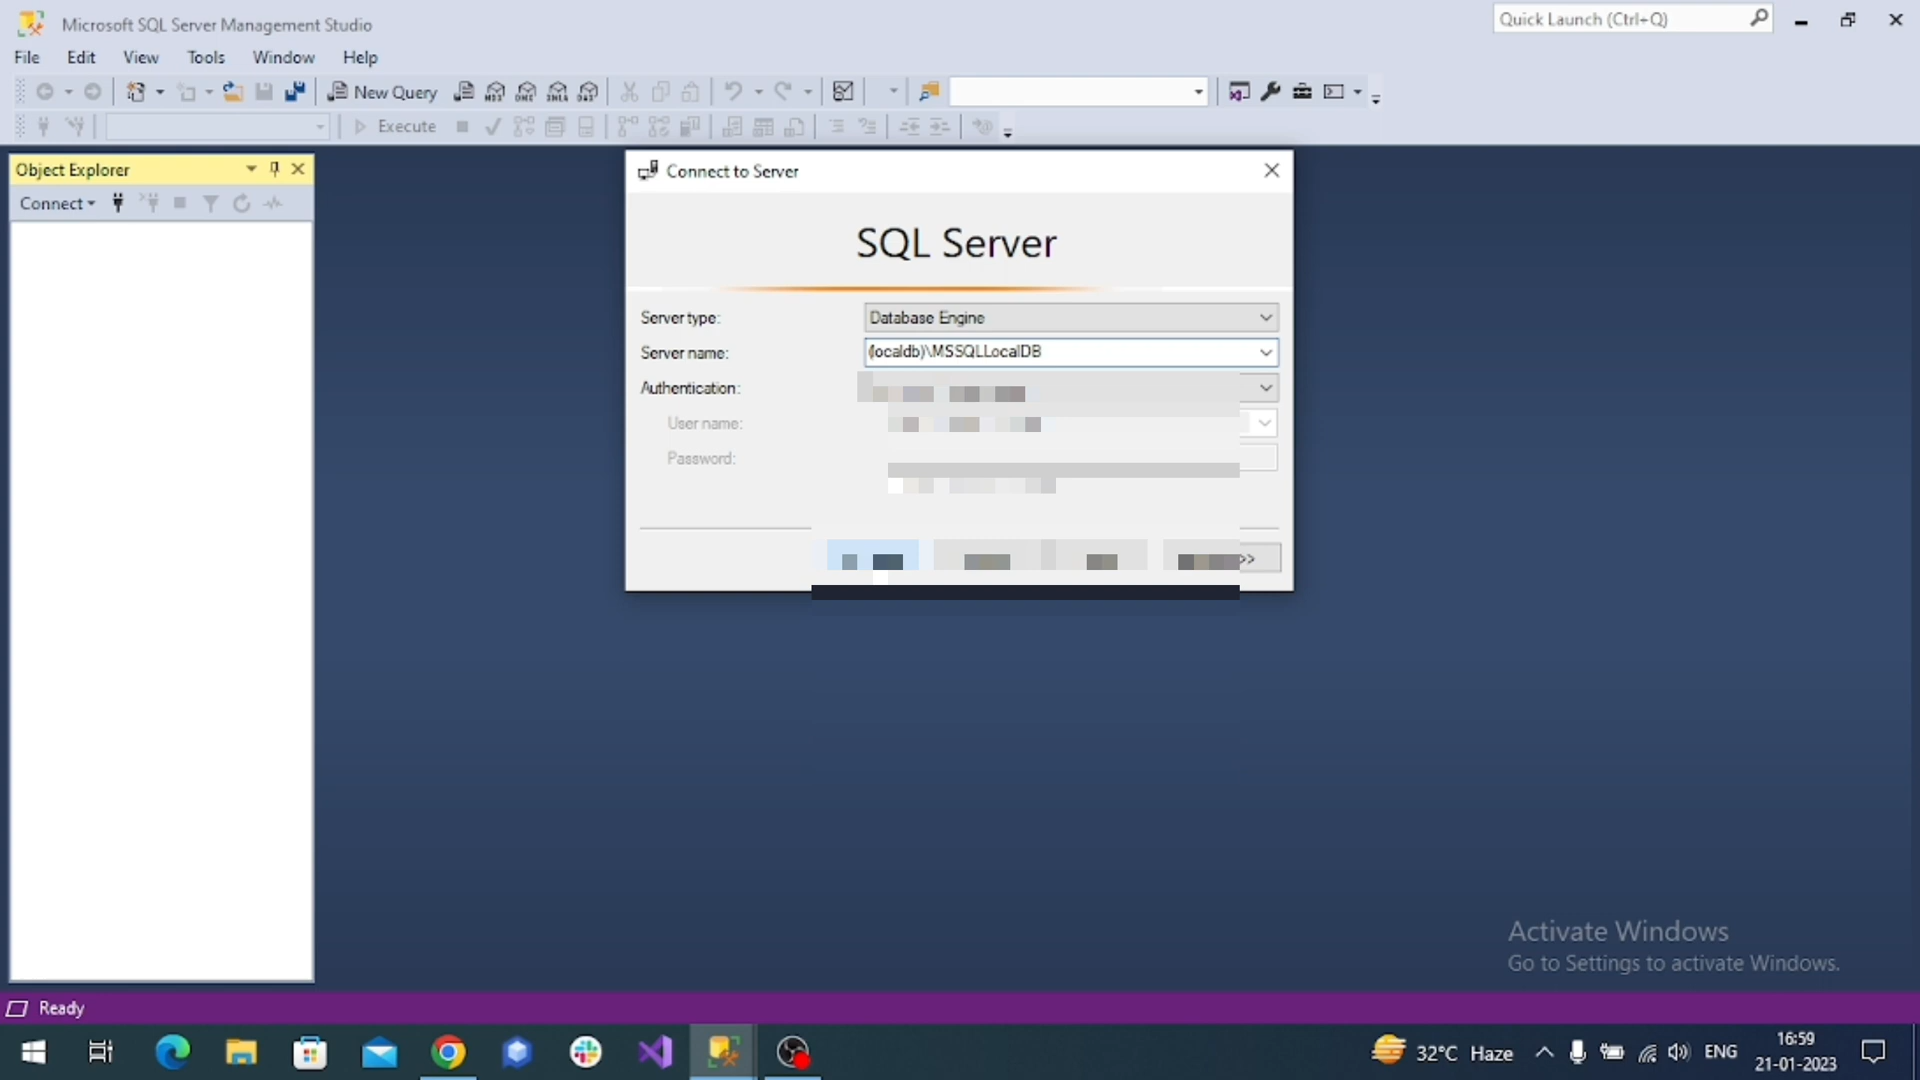 Microsoft SQL Server Management Studio
Quick Launch (Ctrl+Q)
File Edit View Tools Window Help
New Query
Execute
Object Explorer
Connect
Connect to Server
SQL Server
Server type: Database Engine
Server name: (localdb)\MSSQLLocalDB
Authentication:
User name:
Password:
>>
Activate Windows
Go to Settings to activate Windows.
Ready
32°C Haze
ENG
16:59
21-01-2023